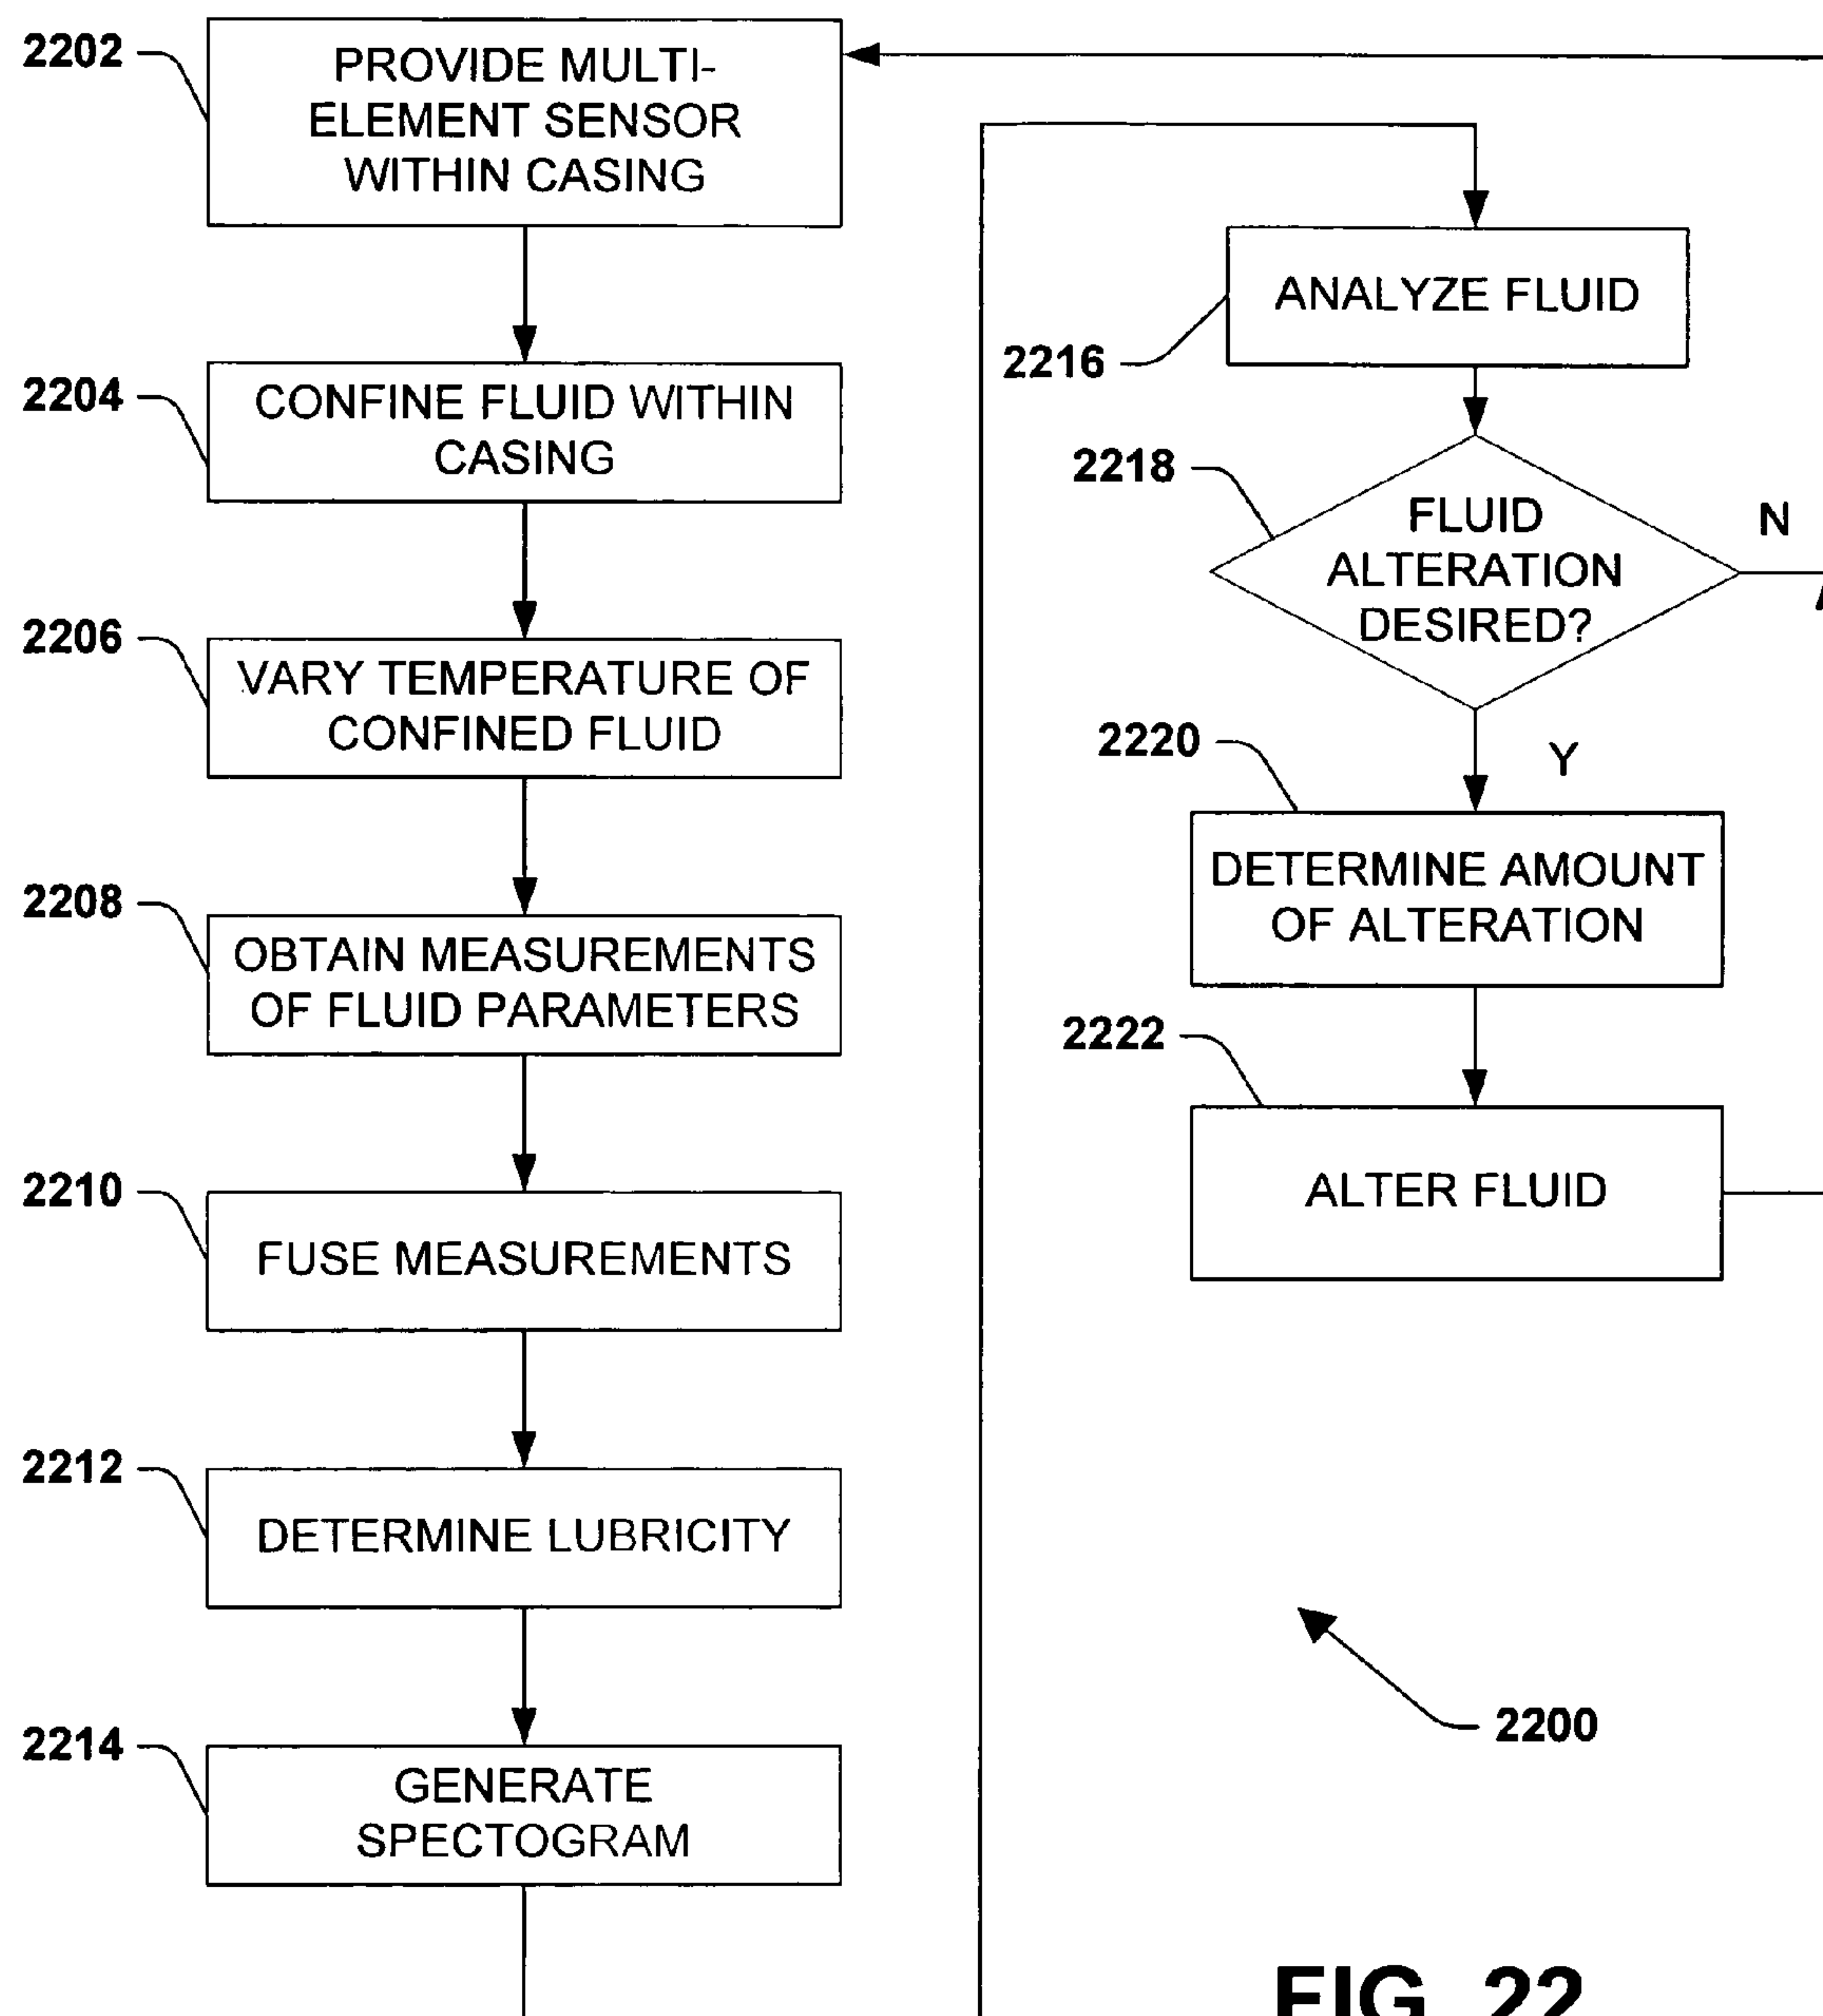 2202
PROVIDE MULTI-
ELEMENT SENSOR
WITHIN CASING
2204
CONFINE FLUID WITHIN
CASING
2206
VARY TEMPERATURE OF
CONFINED FLUID
2208
OBTAIN MEASUREMENTS
OF FLUID PARAMETERS
2210
FUSE MEASUREMENTS
2212
DETERMINE LUBRICITY
2214
GENERATE
SPECTOGRAM
ANALYZE FLUID
2216
2218
FLUID
ALTERATION
DESIRED?
N
Y
2220
DETERMINE AMOUNT
OF ALTERATION
2222
ALTER FLUID
2200
FIG. 22